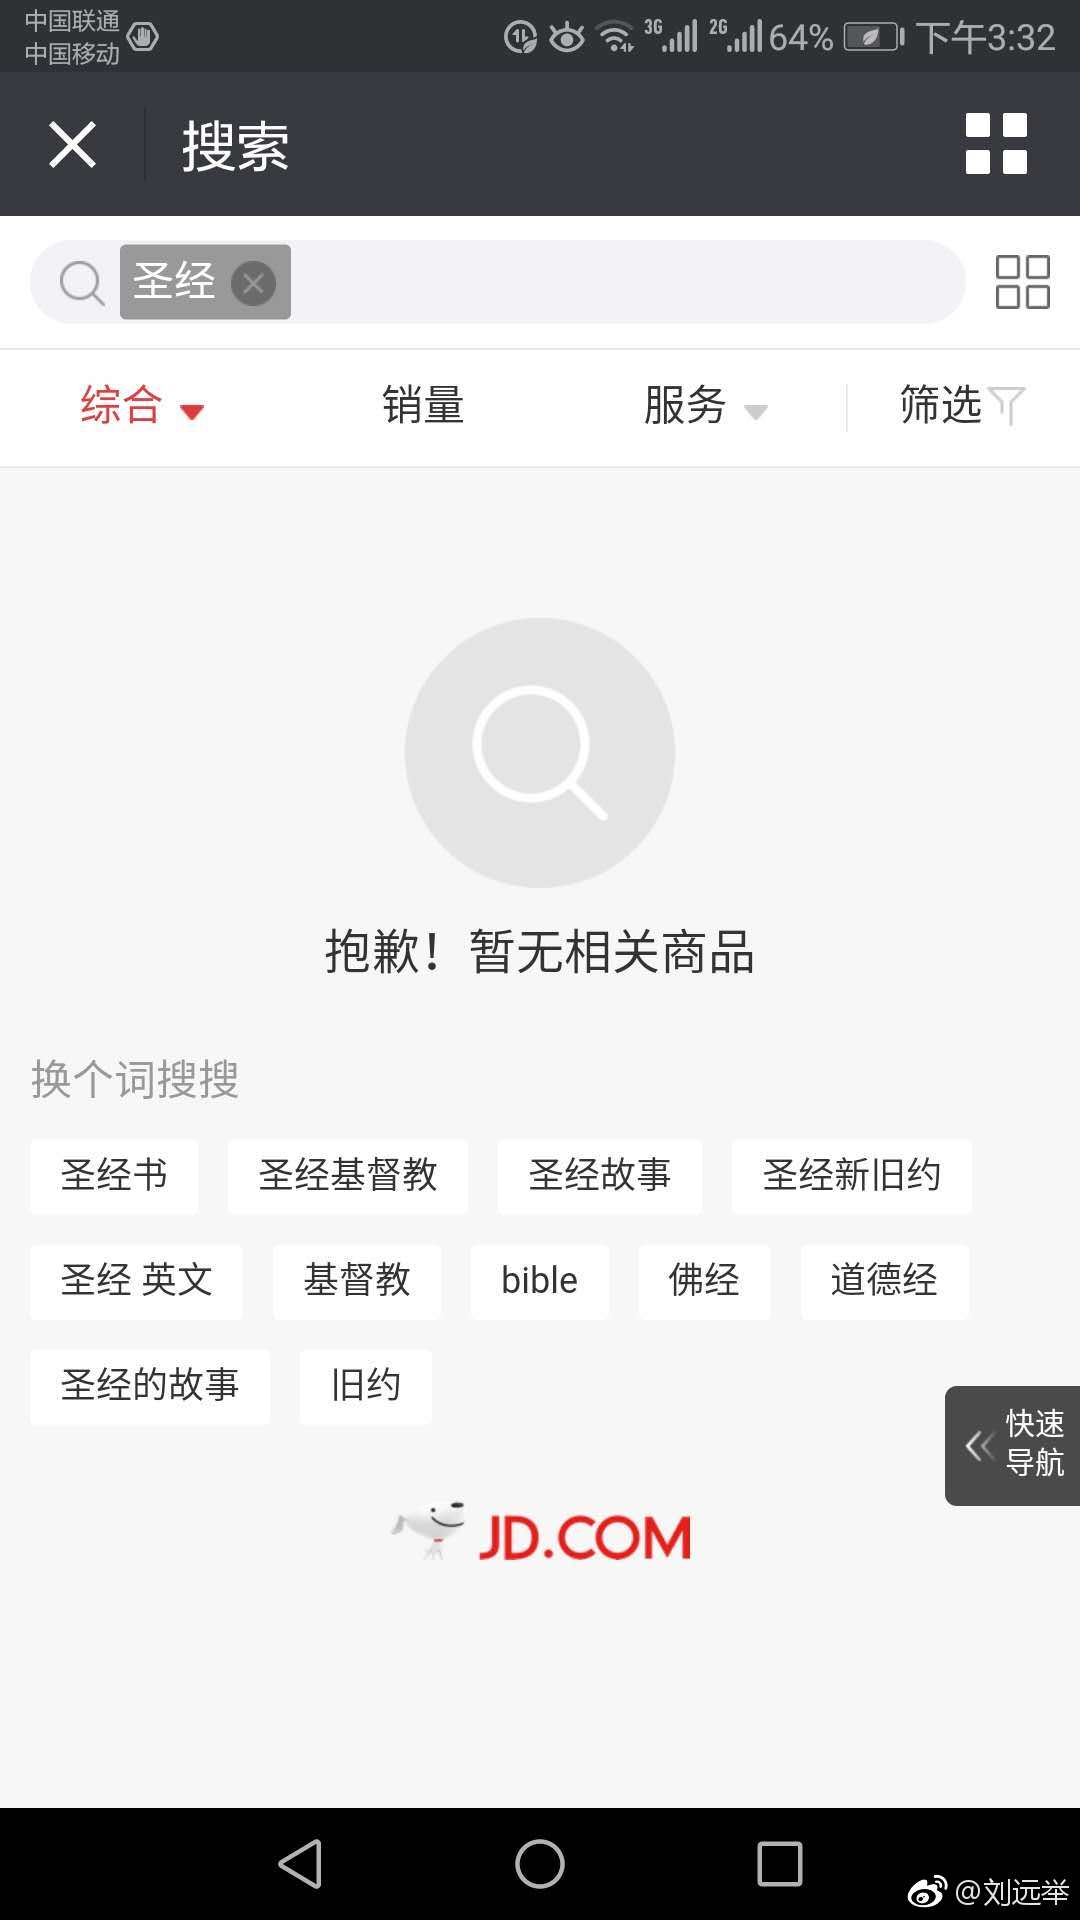 中国联通
中国移动
3G 2G 64% 下午3:32
搜索
圣经
综合 销量 服务 筛选
抱歉！暂无相关商品
换个词搜搜
圣经书 圣经基督教 圣经故事 圣经新旧约
圣经 英文 基督教 bible 佛经 道德经
圣经的故事 旧约
快速
导航
JD.COM
@刘远举